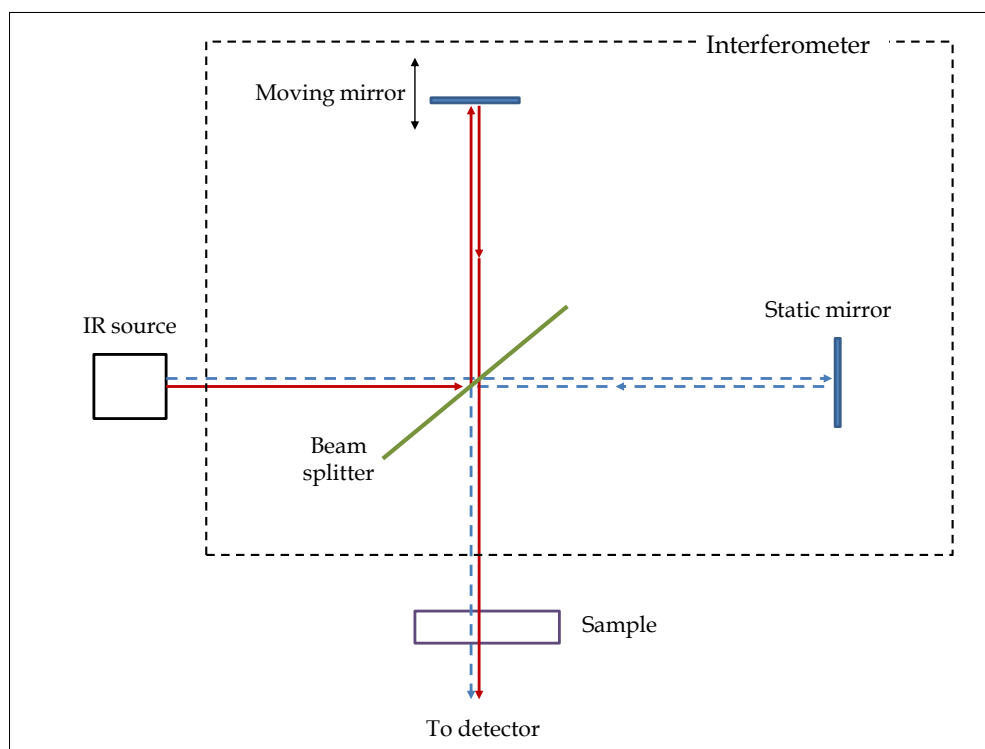 Interferometer
Moving mirror
Static mirror
IR source
Beam
splitter
Sample
To detector